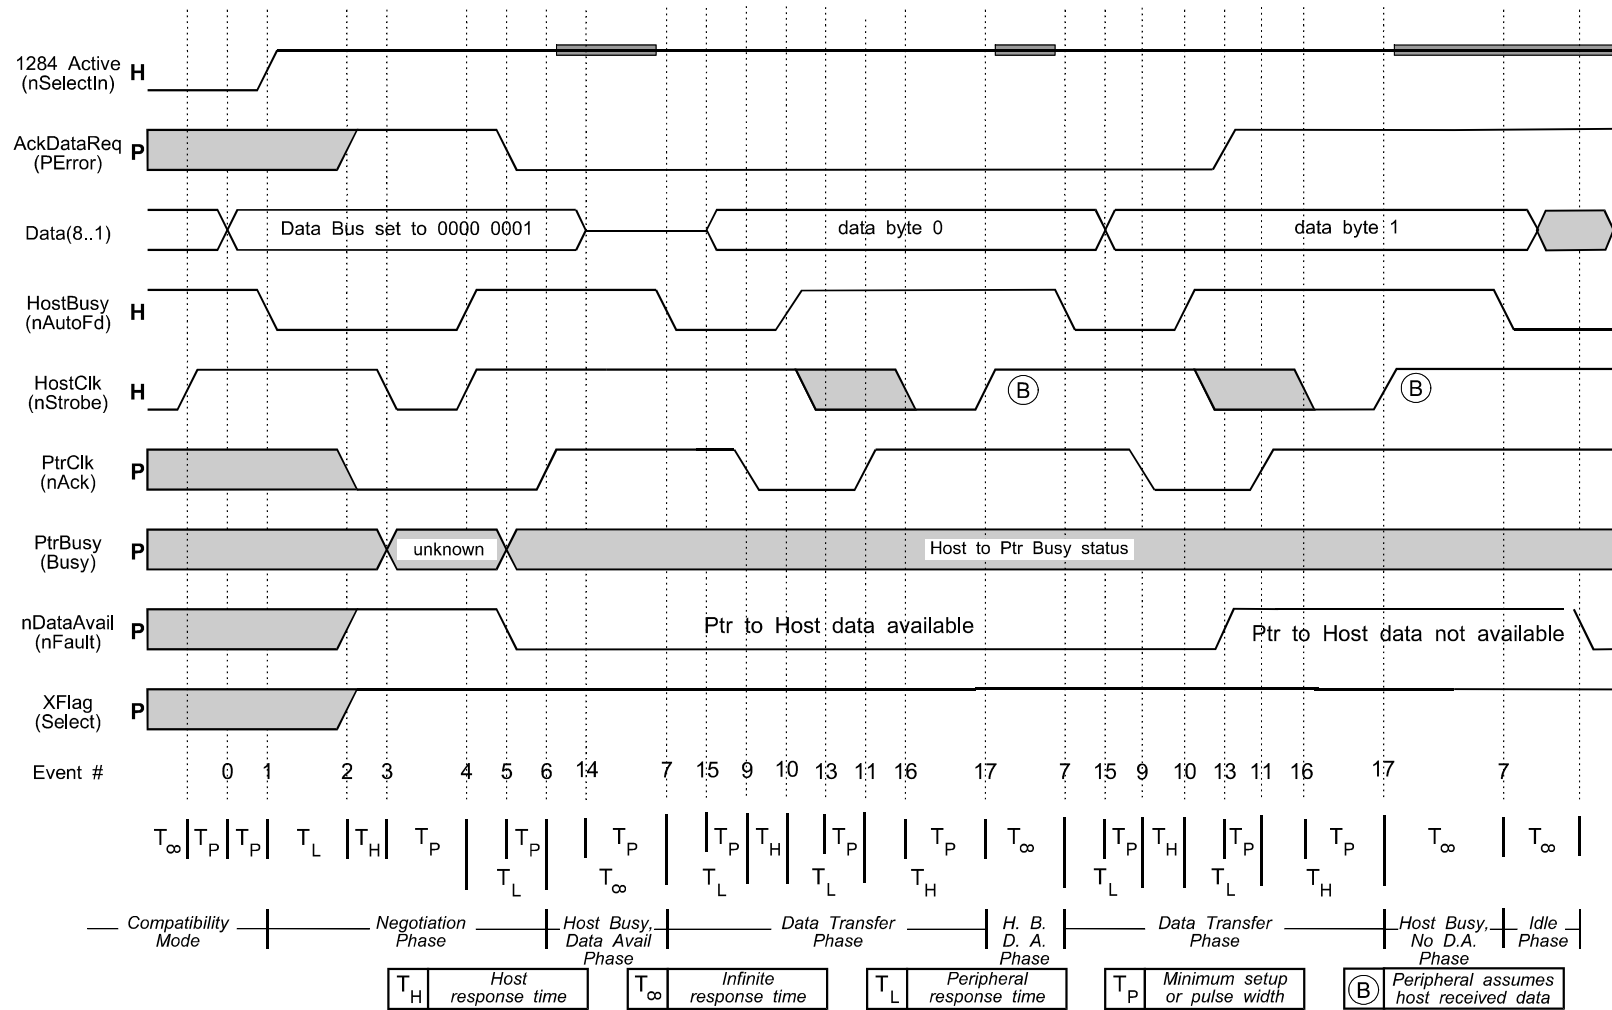 1284 Active
(nSelectIn)
H
AckDataReq
(PError)
P
Data(8..1)
Data Bus set to 0000 0001
data byte 0
data byte 1
HostBusy
(nAutoFd)
H
HostClk
(nStrobe)
H
B
B
PtrClk
(nAck)
P
PtrBusy
(Busy)
P
unknown
Host to Ptr Busy status
nDataAvail
(nFault)
P
Ptr to Host data available
Ptr to Host data not available
XFlag
(Select)
P
Event # 0 1 2 3 4 5 6 14 7 15 9 10 13 11 16 17 7 15 9 10 13 11 16 17 7
T∞ TP TP TL TH TP TP TP TP TH TP TP T∞ TP TH TP TP T∞ T∞
TL T∞ TL TL TH TL TL TH
Compatibility
Mode
Negotiation
Phase
Host Busy,
Data Avail
Phase
Data Transfer
Phase
H. B.
D. A.
Phase
Data Transfer
Phase
Host Busy,
No D.A.
Phase
Idle
Phase
TH Host
response time
T∞ Infinite
response time
TL Peripheral
response time
TP Minimum setup
or pulse width
B Peripheral assumes
host received data